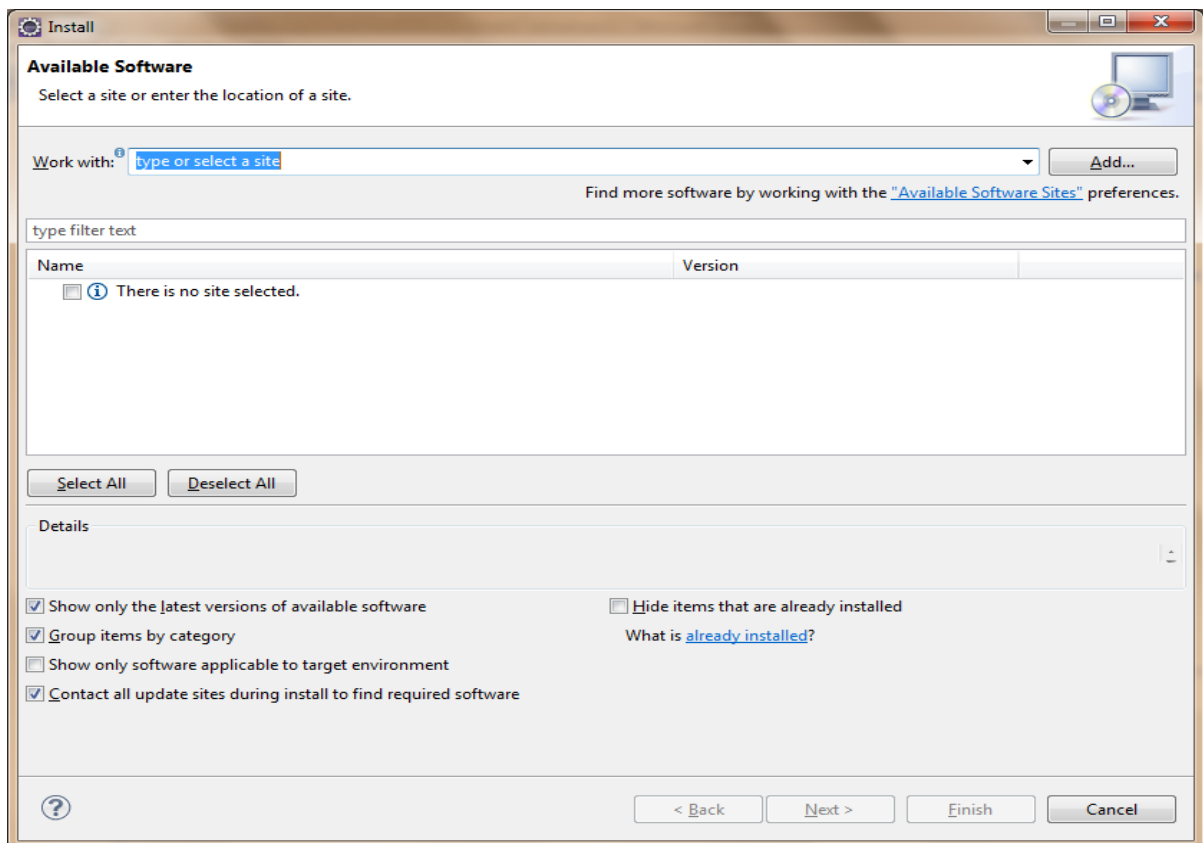 Install
Available Software
Select a site or enter the location of a site.
Work with: type or select a site Add...
Find more software by working with the "Available Software Sites" preferences.
type filter text
Name Version
There is no site selected.
Select All Deselect All
Details
Show only the latest versions of available software Hide items that are already installed
Group items by category What is already installed?
Show only software applicable to target environment
Contact all update sites during install to find required software
? < Back Next > Finish Cancel